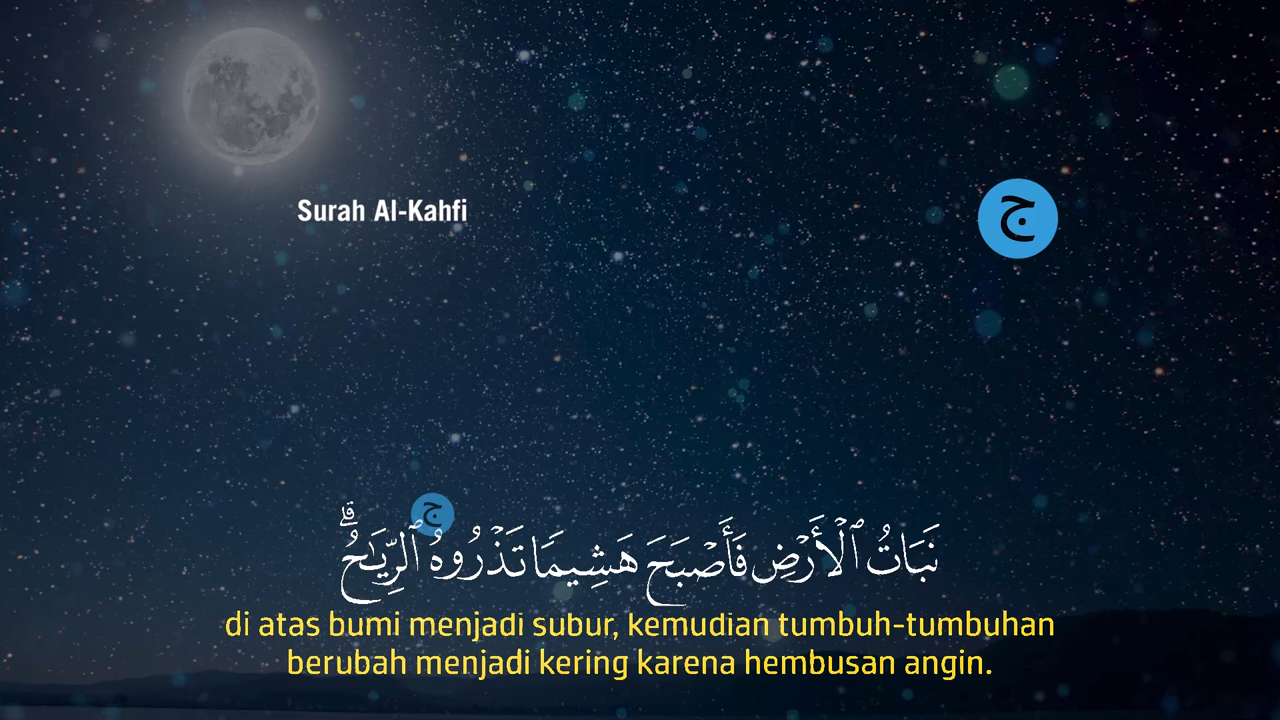 Surah Al-Kahfi
ج
ج
نَبَاتُ ٱلْأَرْضِ فَأَصْبَحَ هَشِيمًا تَذْرُوهُ ٱلرِّيَٰحُ ۗ
di atas bumi menjadi subur, kemudian tumbuh-tumbuhan
berubah menjadi kering karena hembusan angin.